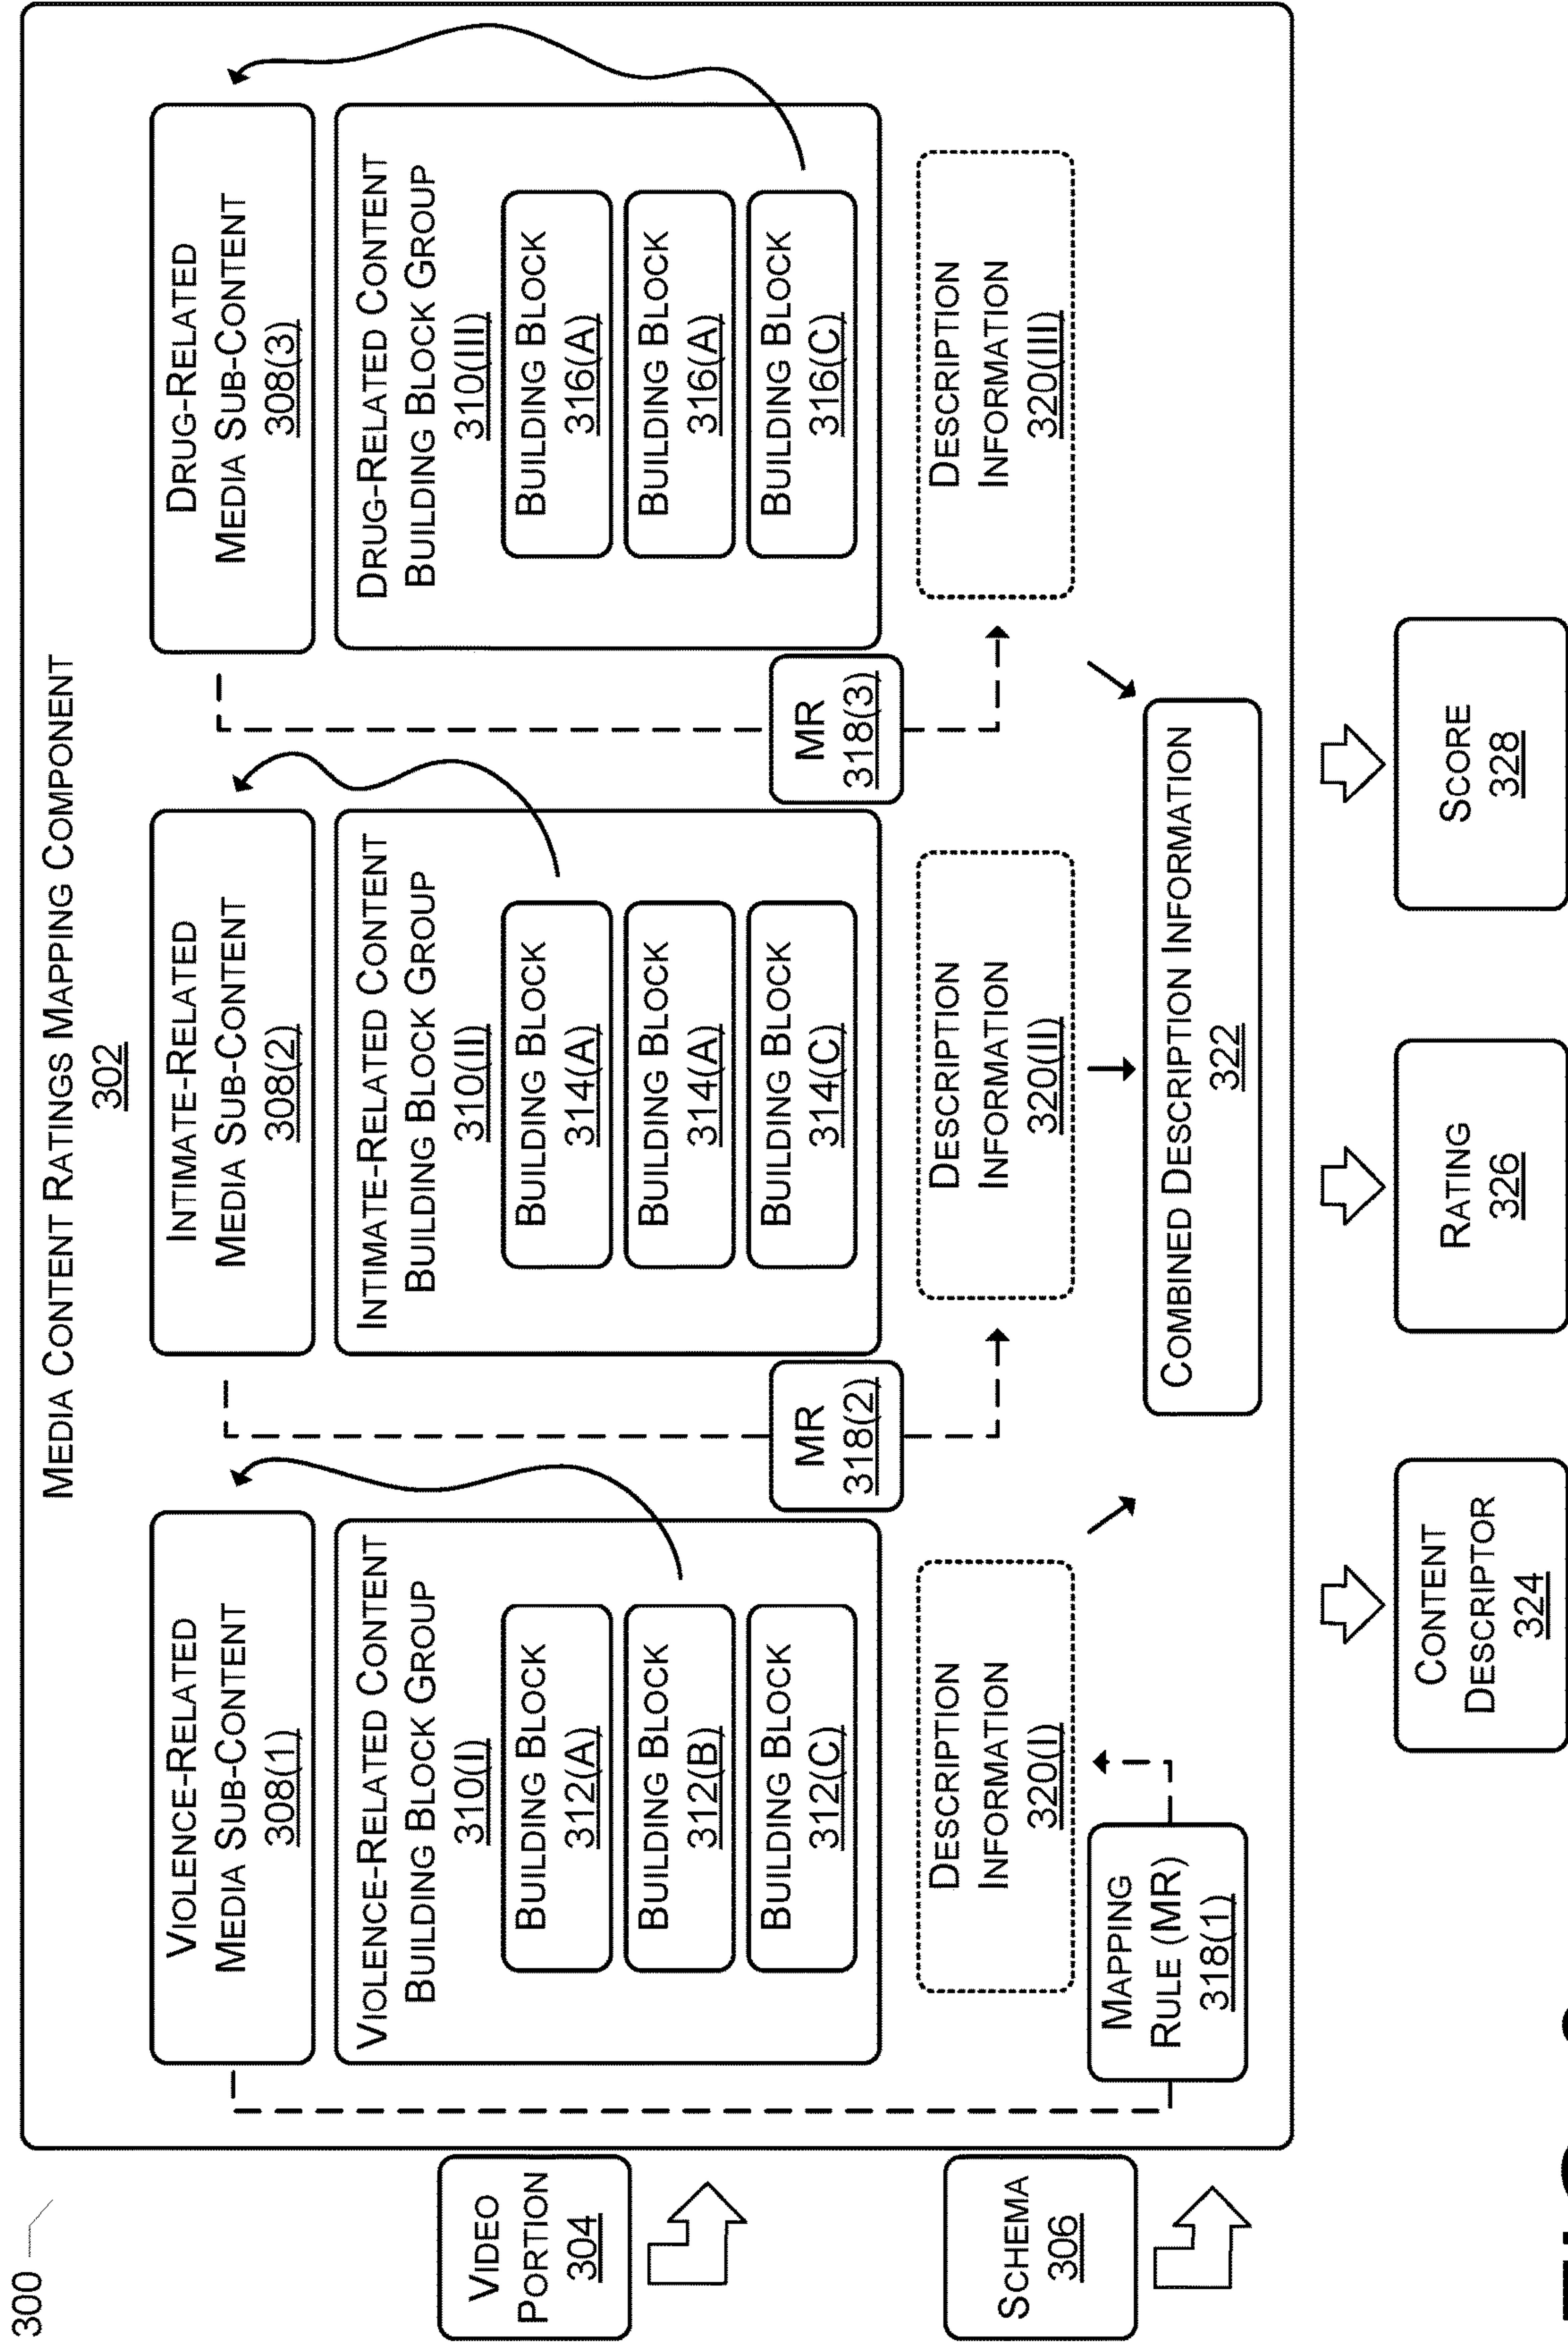 300
MEDIA CONTENT RATINGS MAPPING COMPONENT
302
VIDEO
PORTION
304
SCHEMA
306
VIOLENCE-RELATED
MEDIA SUB-CONTENT
308(1)
VIOLENCE-RELATED CONTENT
BUILDING BLOCK GROUP
310(I)
BUILDING BLOCK
312(A)
BUILDING BLOCK
312(B)
BUILDING BLOCK
312(C)
DESCRIPTION
INFORMATION
320(I)
MAPPING
RULE (MR)
318(1)
INTIMATE-RELATED
MEDIA SUB-CONTENT
308(2)
INTIMATE-RELATED CONTENT
BUILDING BLOCK GROUP
310(II)
BUILDING BLOCK
314(A)
BUILDING BLOCK
314(A)
BUILDING BLOCK
314(C)
MR
318(2)
DESCRIPTION
INFORMATION
320(II)
DRUG-RELATED
MEDIA SUB-CONTENT
308(3)
DRUG-RELATED CONTENT
BUILDING BLOCK GROUP
310(III)
BUILDING BLOCK
316(A)
BUILDING BLOCK
316(A)
BUILDING BLOCK
316(C)
MR
318(3)
DESCRIPTION
INFORMATION
320(III)
COMBINED DESCRIPTION INFORMATION
322
CONTENT
DESCRIPTOR
324
RATING
326
SCORE
328